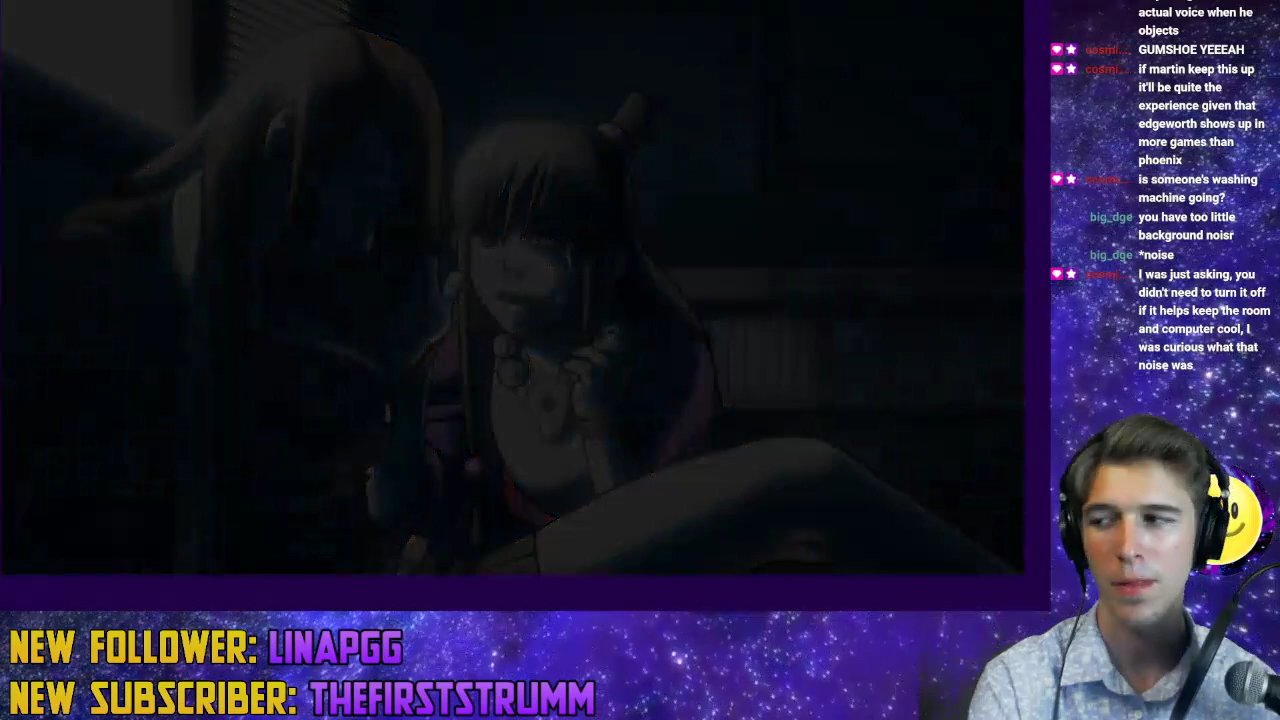 actual voice when he
objects
GUMSHOE YEEEAH
cosmi... if martin keep this up
it'll be quite the
experience given that
edgeworth shows up in
more games than
phoenix
is someone's washing
machine going?
big_dge you have too little
background noisr
big_dge *noise
I was just asking, you
didn't need to turn it off
if it helps keep the room
and computer cool, I
was curious what that
noise was
NEW FOLLOWER: LINAPGG
NEW SUBSCRIBER: THEFIRSTSTRUMM